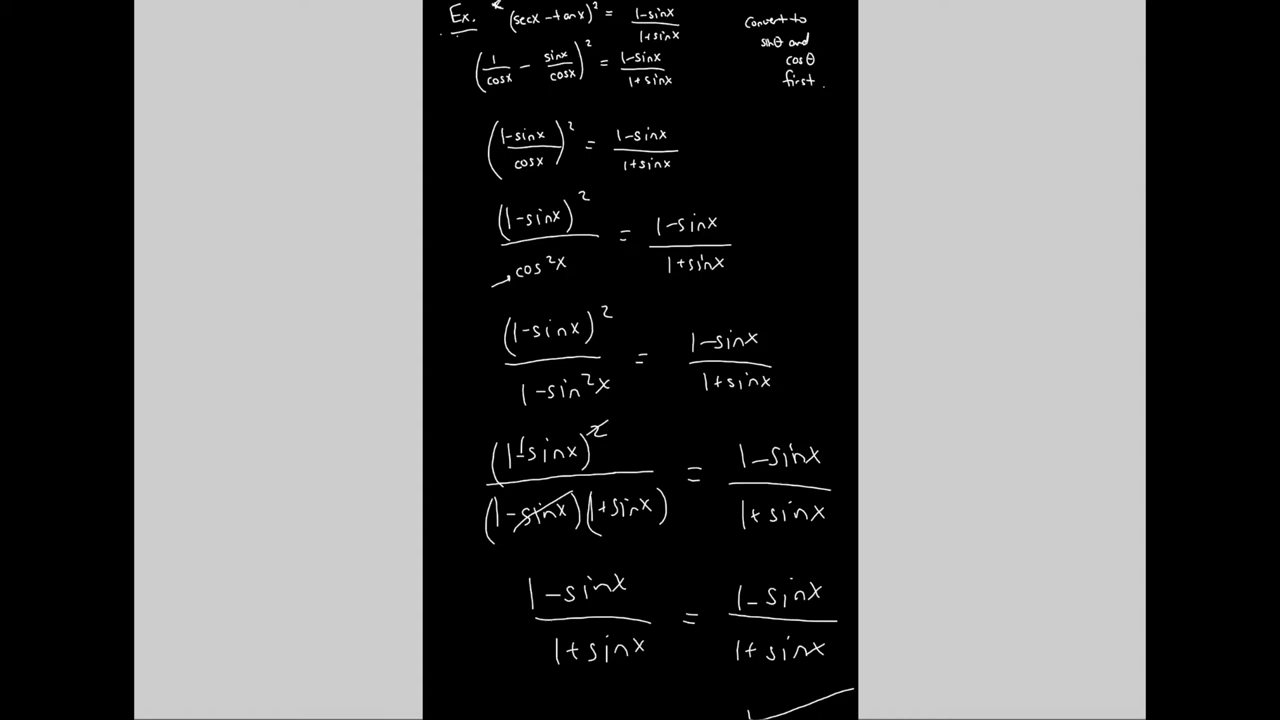 Ex. (secx - tanx)² = (1-sinx)/(1+sinx)
(1/cosx - sinx/cosx)² = (1-sinx)/(1+sinx)
convert to
sinθ and
cosθ
first.
((1-sinx)/cosx)² = (1-sinx)/(1+sinx)
(1-sinx)²/cos²x = (1-sinx)/(1+sinx)
(1-sinx)²/(1-sin²x) = (1-sinx)/(1+sinx)
(1-sinx)²/((1-sinx)(1+sinx)) = (1-sinx)/(1+sinx)
(1-sinx)/(1+sinx) = (1-sinx)/(1+sinx)